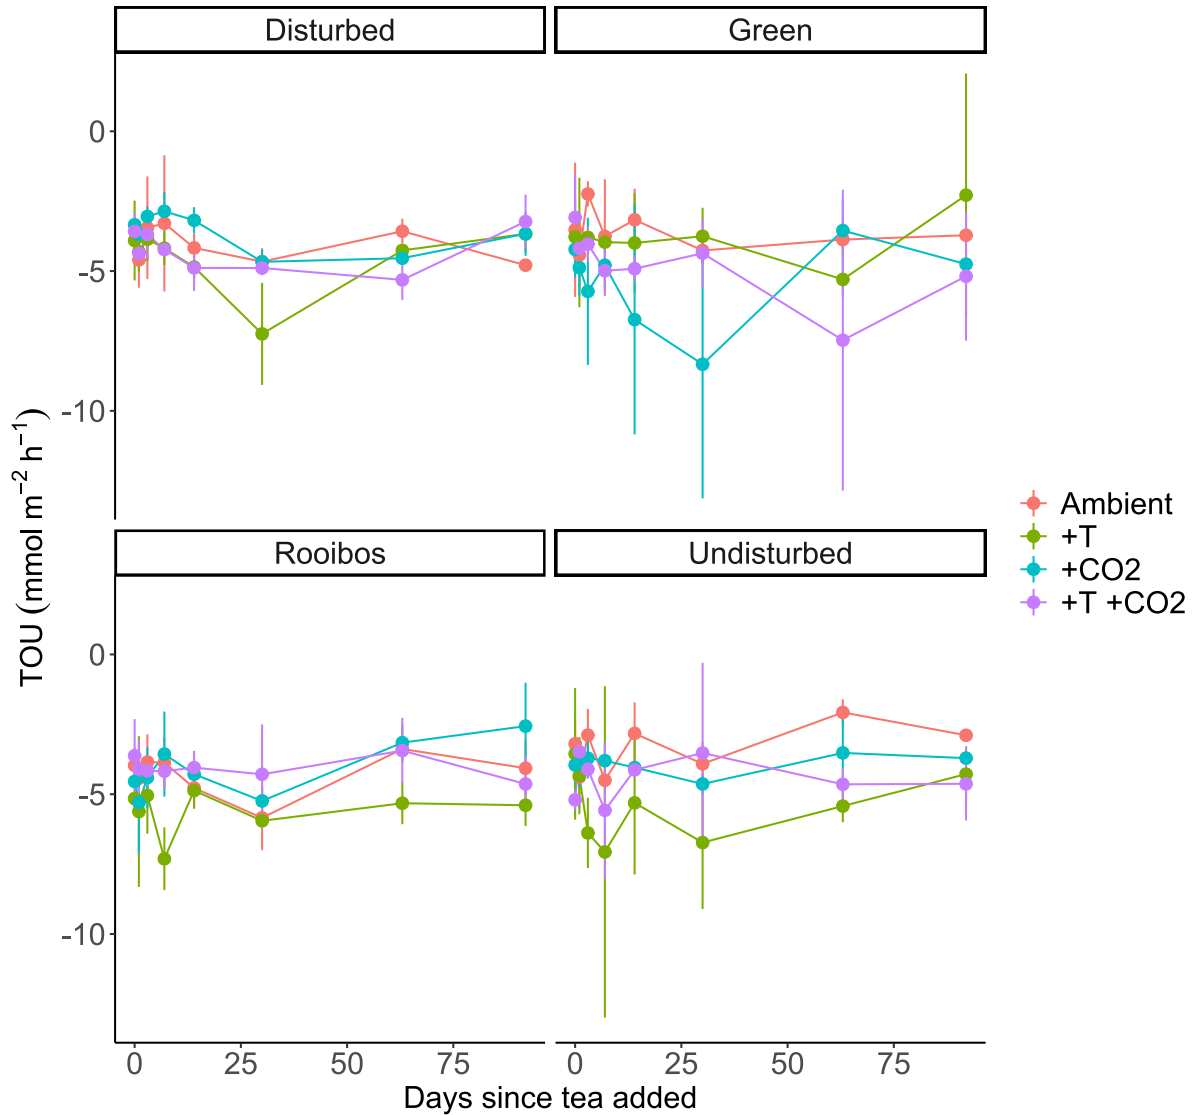 Disturbed
Green
0
-5
-10
Rooibos
Undisturbed
0
-5
-10
0 25 50 75
0 25 50 75
Days since tea added
TOU (mmol m⁻² h⁻¹)
Ambient
+T
+CO2
+T +CO2